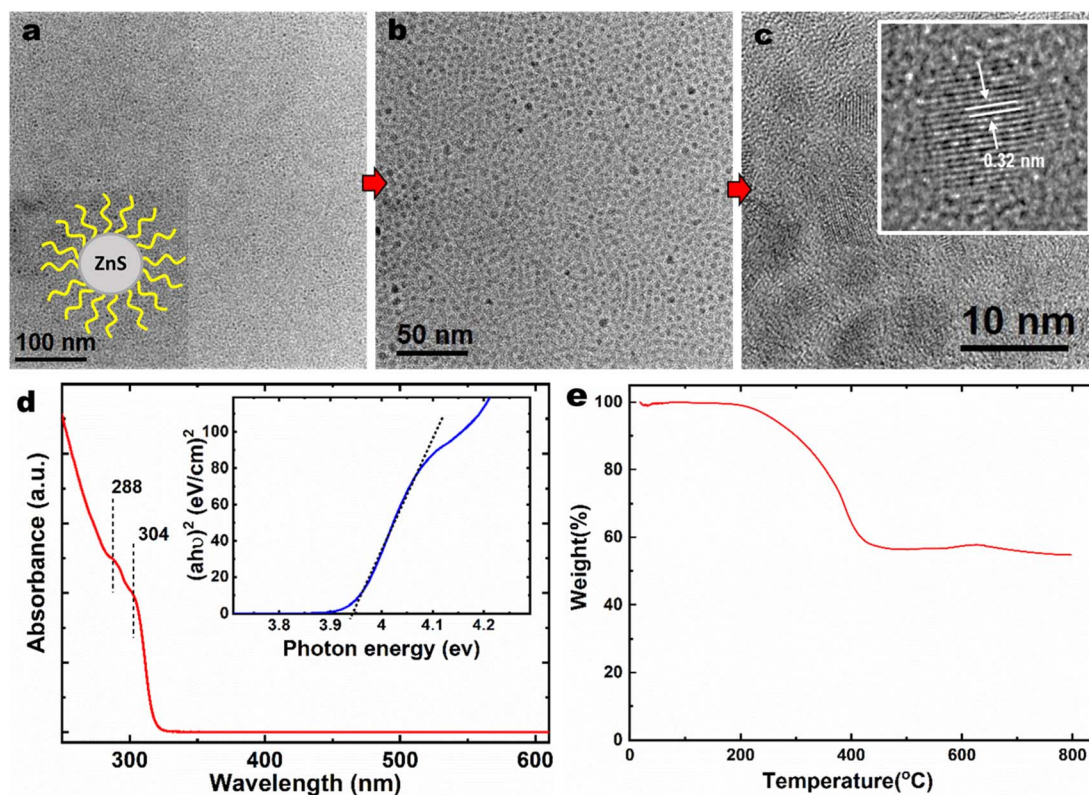 a
ZnS
100 nm
b
50 nm
c
0.32 nm
10 nm
d
Absorbance (a.u.)
288
304
300 400 500 600
Wavelength (nm)
(ahυ)² (eV/cm)²
100
80
60
40
20
0
3.8 3.9 4 4.1 4.2
Photon energy (ev)
e
Weight(%)
100
80
60
40
20
0
0 200 400 600 800
Temperature(°C)